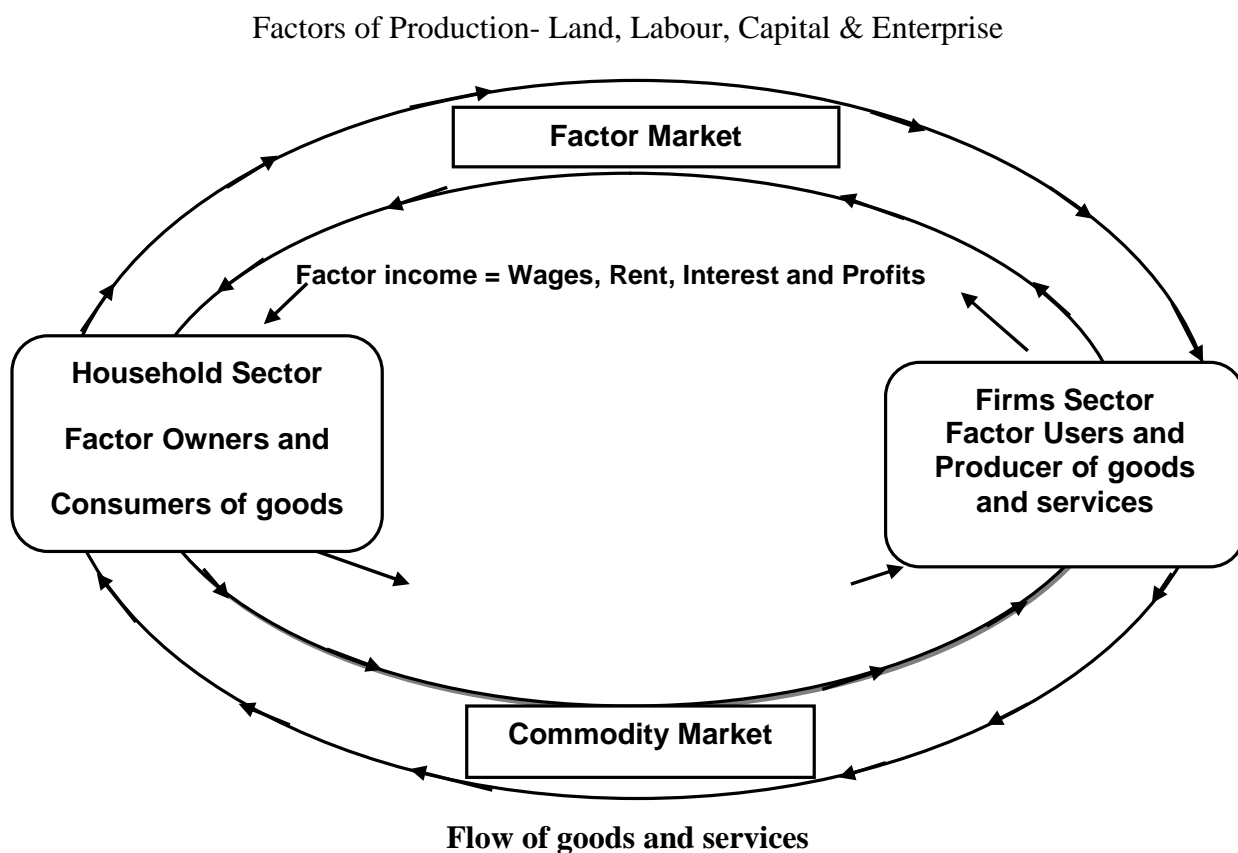 Factors of Production- Land, Labour, Capital & Enterprise
Factor Market
Factor income = Wages, Rent, Interest and Profits
Household Sector
Factor Owners and
Consumers of goods
Firms Sector
Factor Users and
Producer of goods
and services
Commodity Market
Flow of goods and services